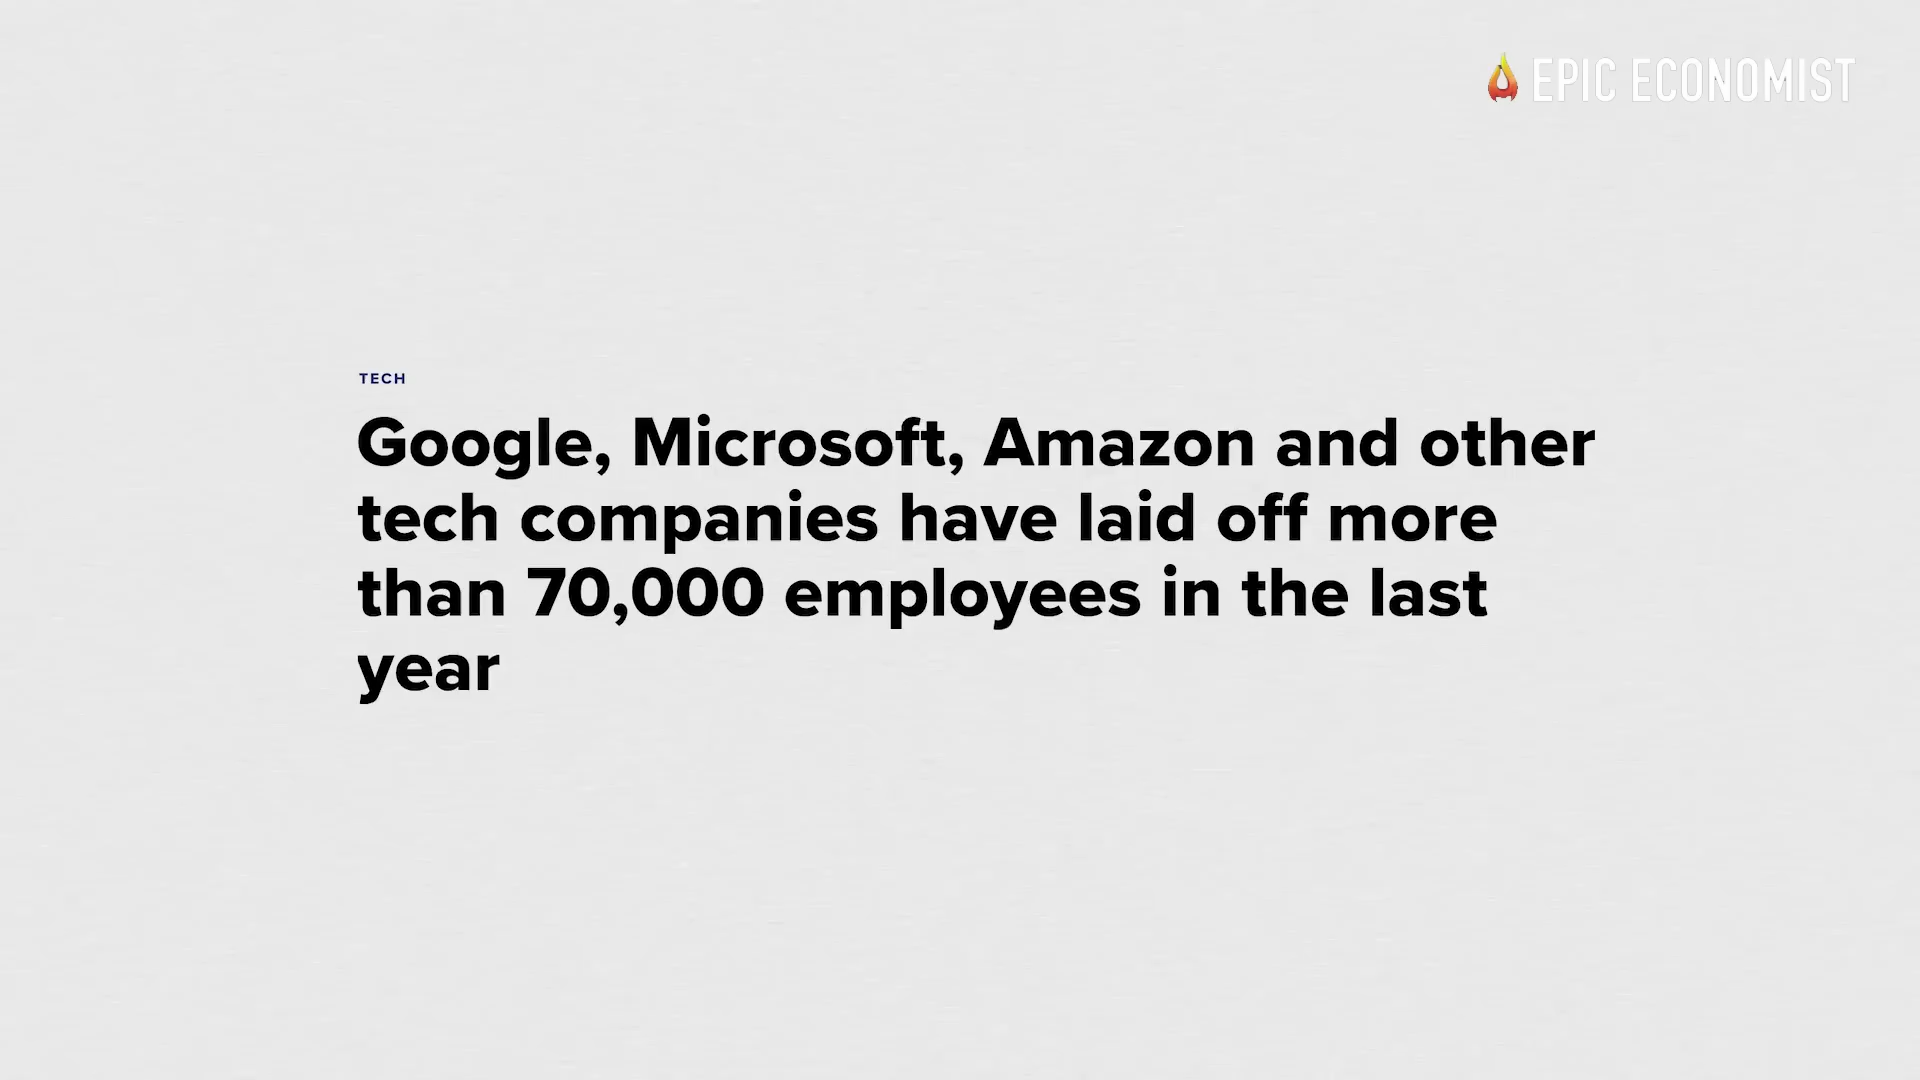 EPIC ECONOMIST
TECH
Google, Microsoft, Amazon and other
tech companies have laid off more
than 70,000 employees in the last
year